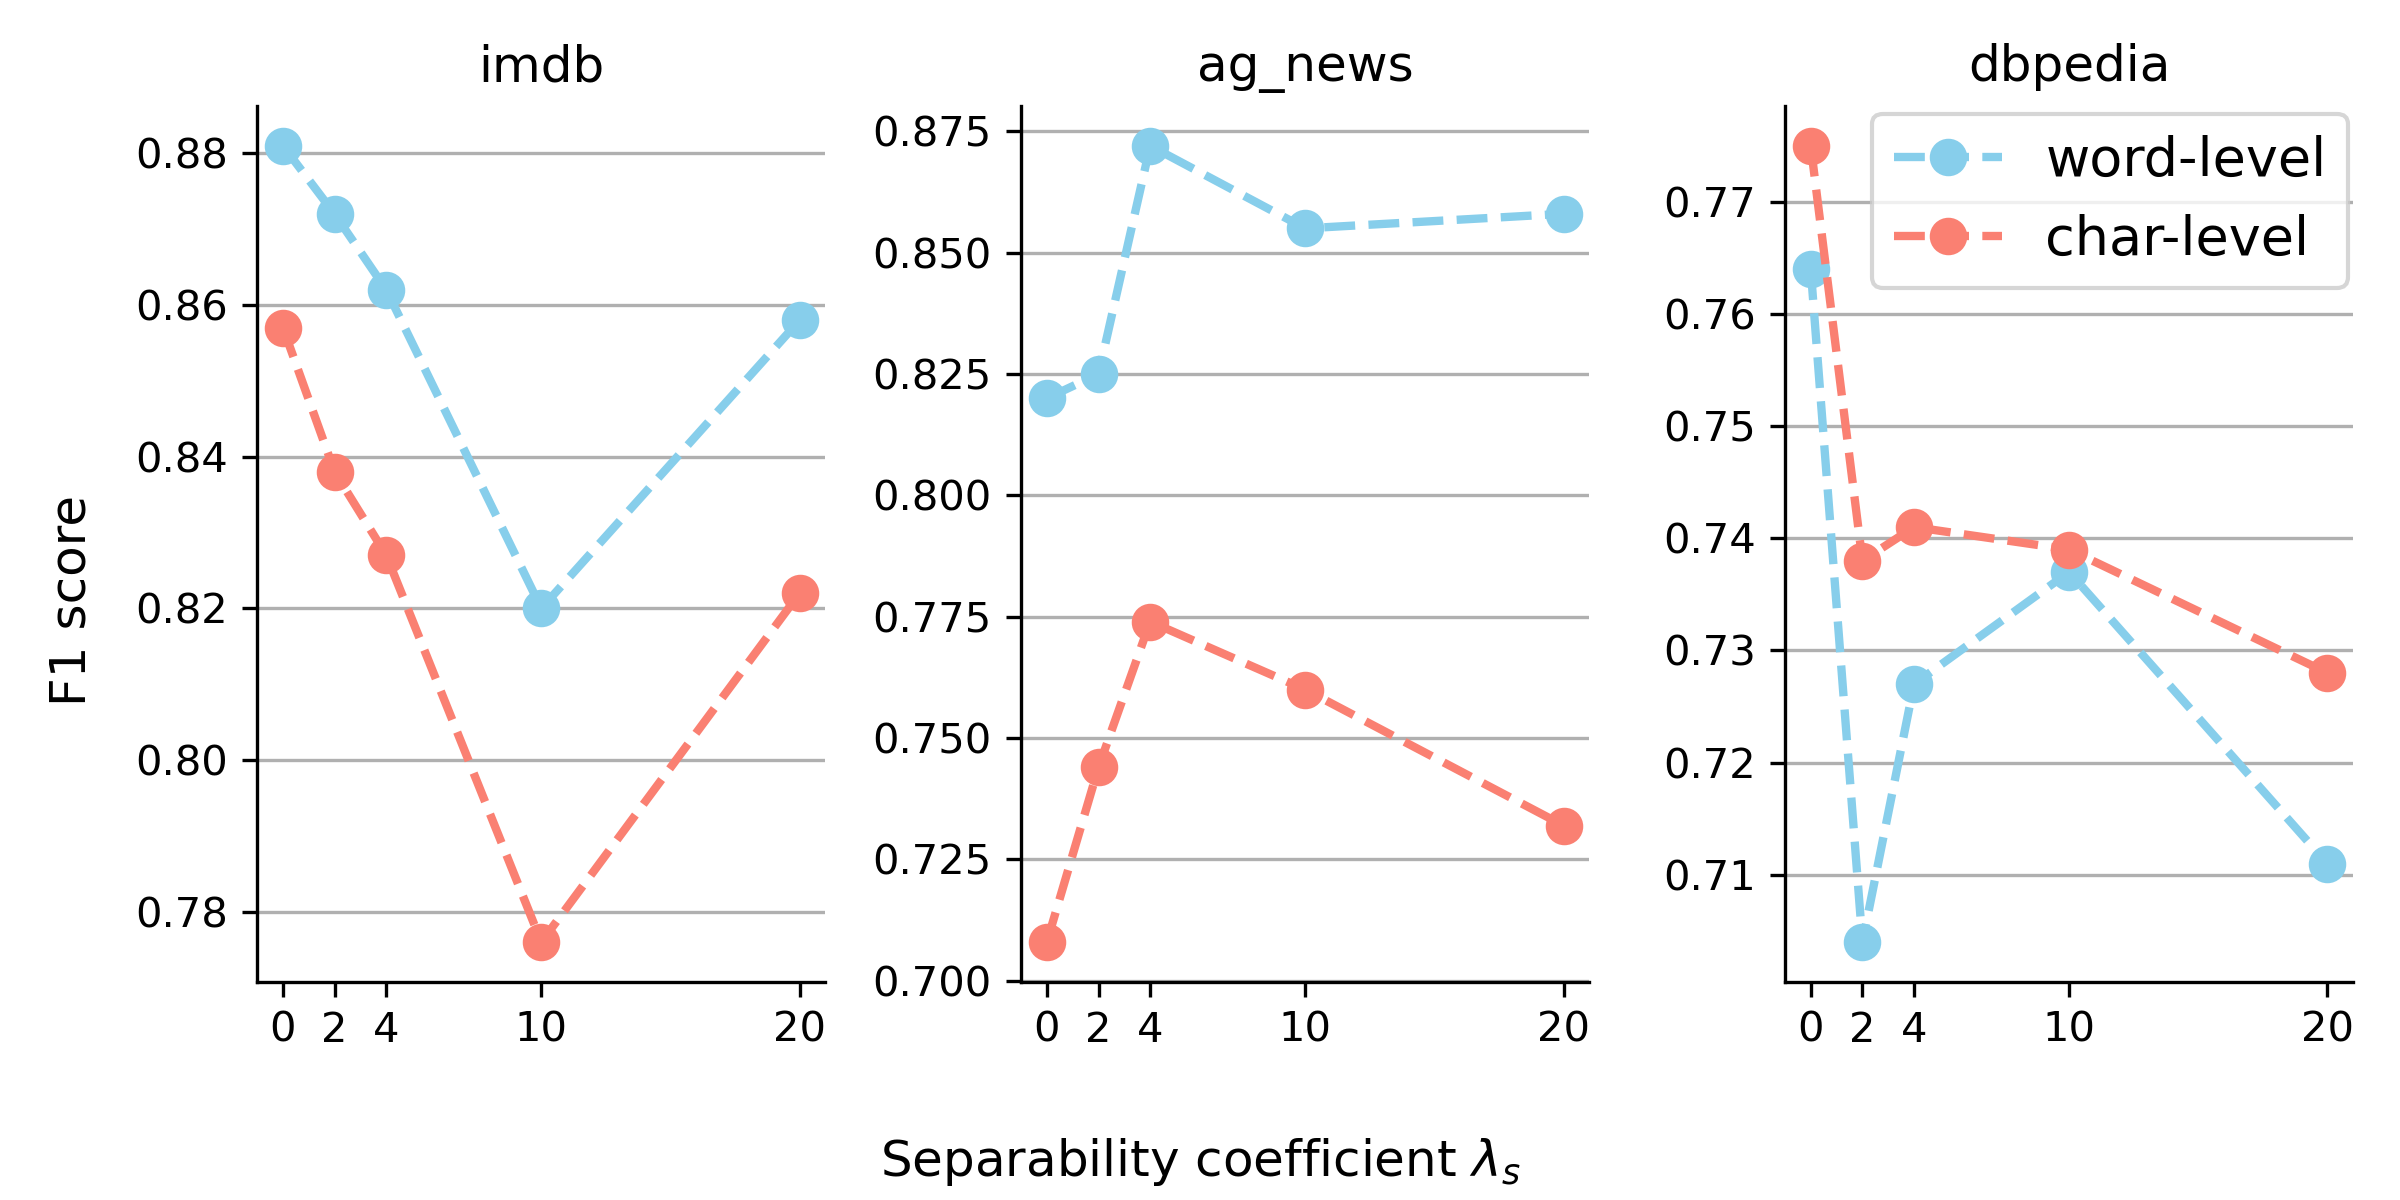 imdb
ag_news
dbpedia
F1 score
0.88
0.86
0.84
0.82
0.80
0.78
0 2 4 10 20
0.875
0.850
0.825
0.800
0.775
0.750
0.725
0.700
0 2 4 10 20
0.77
0.76
0.75
0.74
0.73
0.72
0.71
0 2 4 10 20
word-level
char-level
Separability coefficient λs